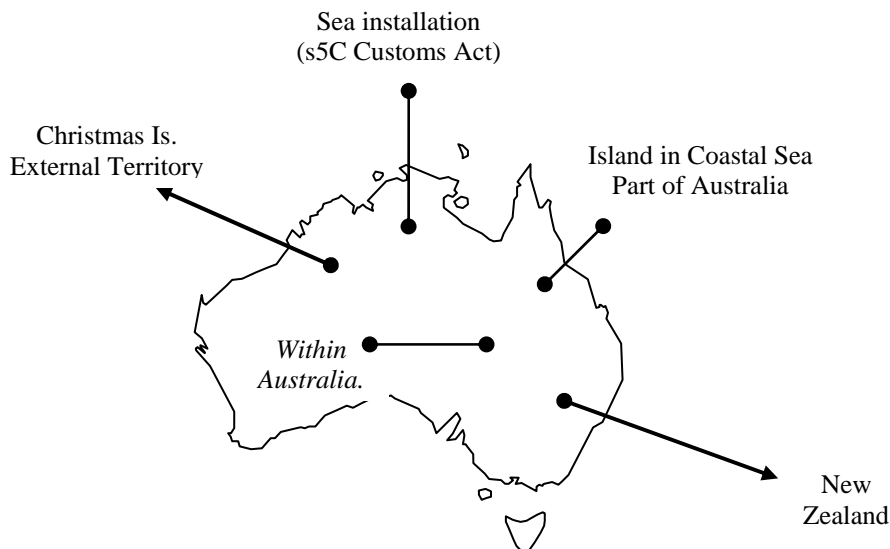 Sea installation
(s5C Customs Act)
Christmas Is.
External Territory
Island in Coastal Sea
Part of Australia
Within
Australia.
New
Zealand